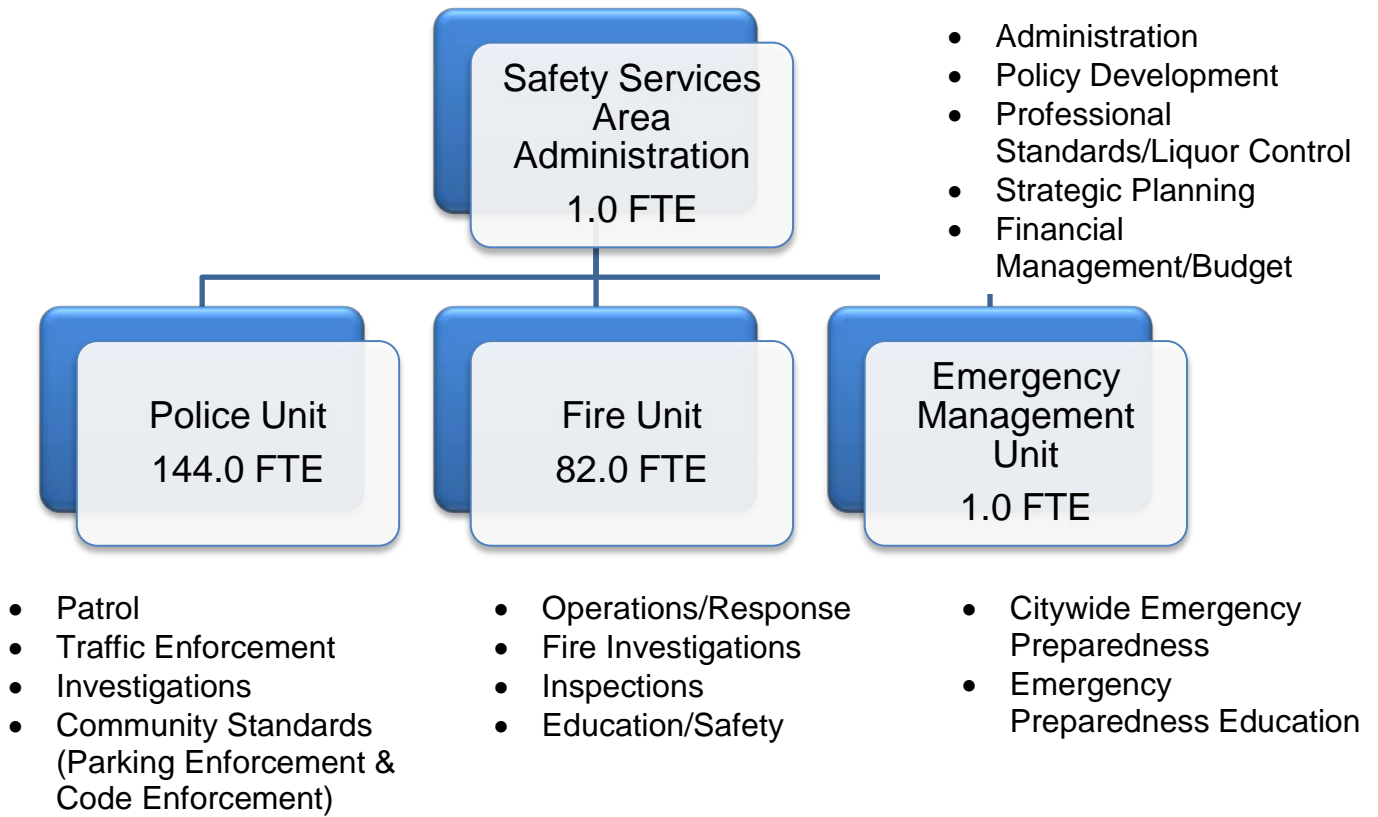 Safety Services
Area
Administration
1.0 FTE
• Administration
• Policy Development
• Professional
Standards/Liquor Control
• Strategic Planning
• Financial
Management/Budget
Police Unit
144.0 FTE
Fire Unit
82.0 FTE
Emergency
Management
Unit
1.0 FTE
• Patrol
• Traffic Enforcement
• Investigations
• Community Standards
(Parking Enforcement &
Code Enforcement)
• Operations/Response
• Fire Investigations
• Inspections
• Education/Safety
• Citywide Emergency
Preparedness
• Emergency
Preparedness Education